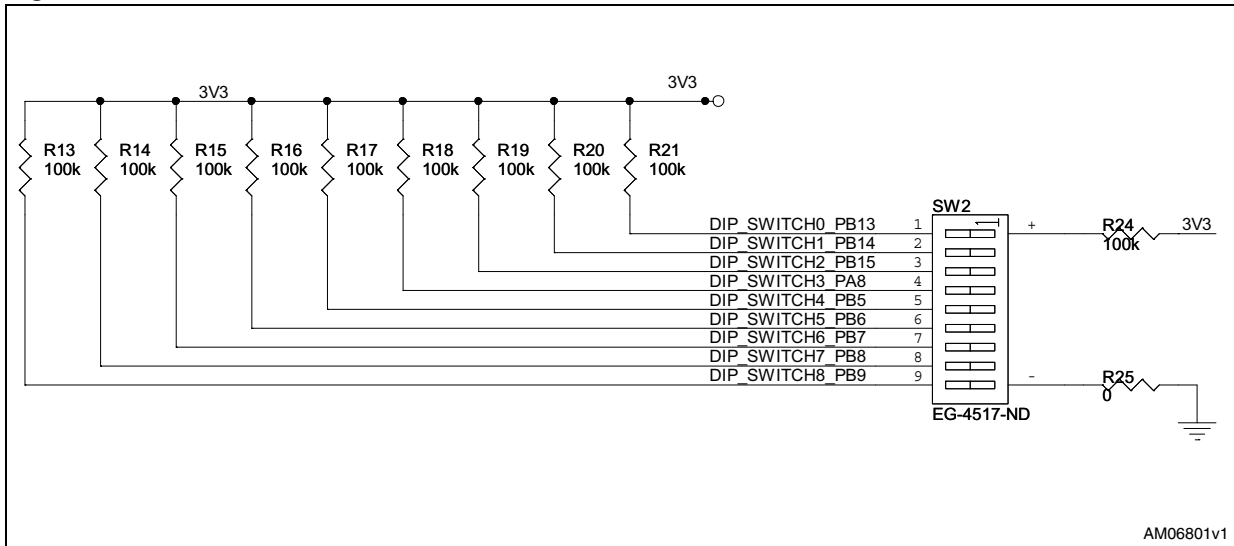 3V3
3V3
R13 R14 R15 R16 R17 R18 R19 R20 R21
100k 100k 100k 100k 100k 100k 100k 100k 100k
SW2
DIP_SWITCH0_PB13 1 + R24 3V3
100k
DIP_SWITCH1_PB14 2
DIP_SWITCH2_PB15 3
DIP_SWITCH3_PA8 4
DIP_SWITCH4_PB5 5
DIP_SWITCH5_PB6 6
DIP_SWITCH6_PB7 7
DIP_SWITCH7_PB8 8
DIP_SWITCH8_PB9 9 - R25
0
EG-4517-ND
AM06801v1